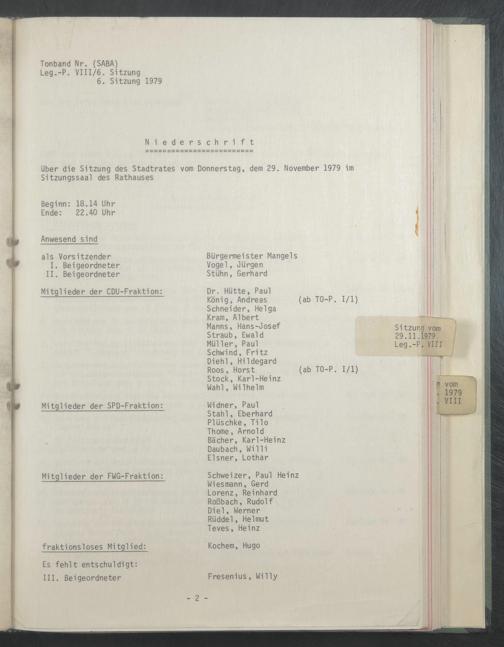 Tonband Nr. (SABA)
Leg.-P. VIII/6. Sitzung
6. Sitzung 1979
N i e d e r s c h r i f t
=========================
über die Sitzung des Stadtrates vom Donnerstag, dem 29. November 1979 im
Sitzungssaal des Rathauses
Beginn: 18.14 Uhr
Ende: 22.40 Uhr
Anwesend sind
als Vorsitzender Bürgermeister Mangels
I. Beigeordneter Vogel, Jürgen
II. Beigeordneter Stühn, Gerhard
Mitglieder der CDU-Fraktion: Dr. Hütte, Paul
König, Andreas (ab TO-P. I/1)
Schneider, Helga
Kram, Albert
Manns, Hans-Josef
Straub, Ewald
Müller, Paul
Schwind, Fritz
Diehl, Hildegard
Roos, Horst (ab TO-P. I/1)
Stock, Karl-Heinz
Wahl, Wilhelm
Mitglieder der SPD-Fraktion: Widner, Paul
Stahl, Eberhard
Plüschke, Tilo
Thome, Arnold
Bächer, Karl-Heinz
Daubach, Willi
Elsner, Lothar
Mitglieder der FWG-Fraktion: Schweizer, Paul Heinz
Wiesmann, Gerd
Lorenz, Reinhard
Roßbach, Rudolf
Diel, Werner
Rüddel, Helmut
Teves, Heinz
fraktionsloses Mitglied: Kochem, Hugo
Es fehlt entschuldigt:
III. Beigeordneter Fresenius, Willy
- 2 -
Sitzung vom
29.11.1979
Leg.-P. VIII
vom
1979
VIII